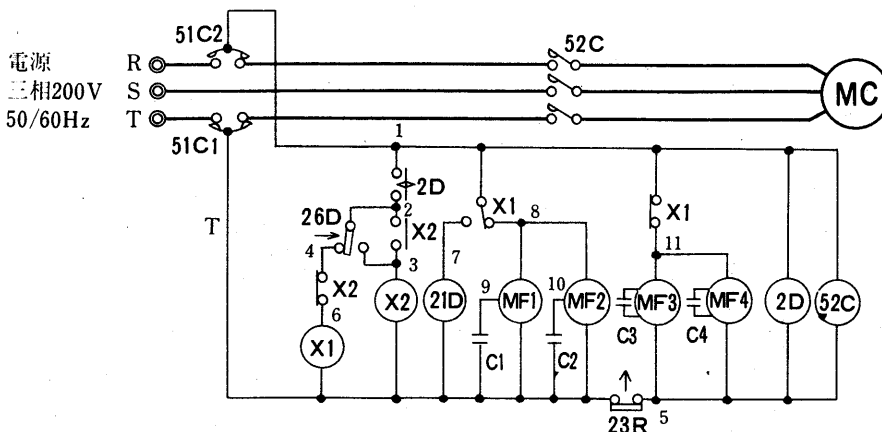 51C2
52C
電源 R
三相200V S
MC
50/60Hz T
51C1
1
2D
T
26D
2
X2
X1
8
X1
4
3
7
11
X2
9
10
6
X2
21D
MF1
MF2
MF3
MF4
2D
52C
X1
C1
C2
C3
C4
23R
5